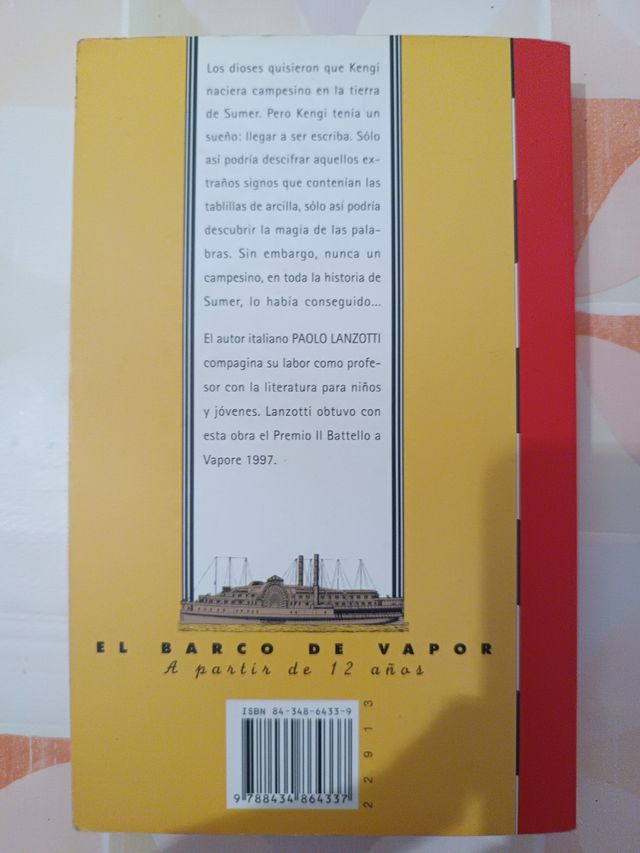 Los dioses quisieron que Kengi
naciera campesino en la tierra
de Sumer. Pero Kengi tenía un
sueño: llegar a ser escriba. Sólo
así podría descifrar aquellos ex-
traños signos que contenían las
tablillas de arcilla, sólo así podría
descubrir la magia de las pala-
bras. Sin embargo, nunca un
campesino, en toda la historia de
Sumer, lo había conseguido...
El autor italiano PAOLO LANZOTTI
compagina su labor como profe-
sor con la literatura para niños
y jóvenes. Lanzotti obtuvo con
esta obra el Premio Il Battello a
Vapore 1997.
EL BARCO DE VAPOR
A partir de 12 años
ISBN 84-348-6433-9
9 788434 864337
22913